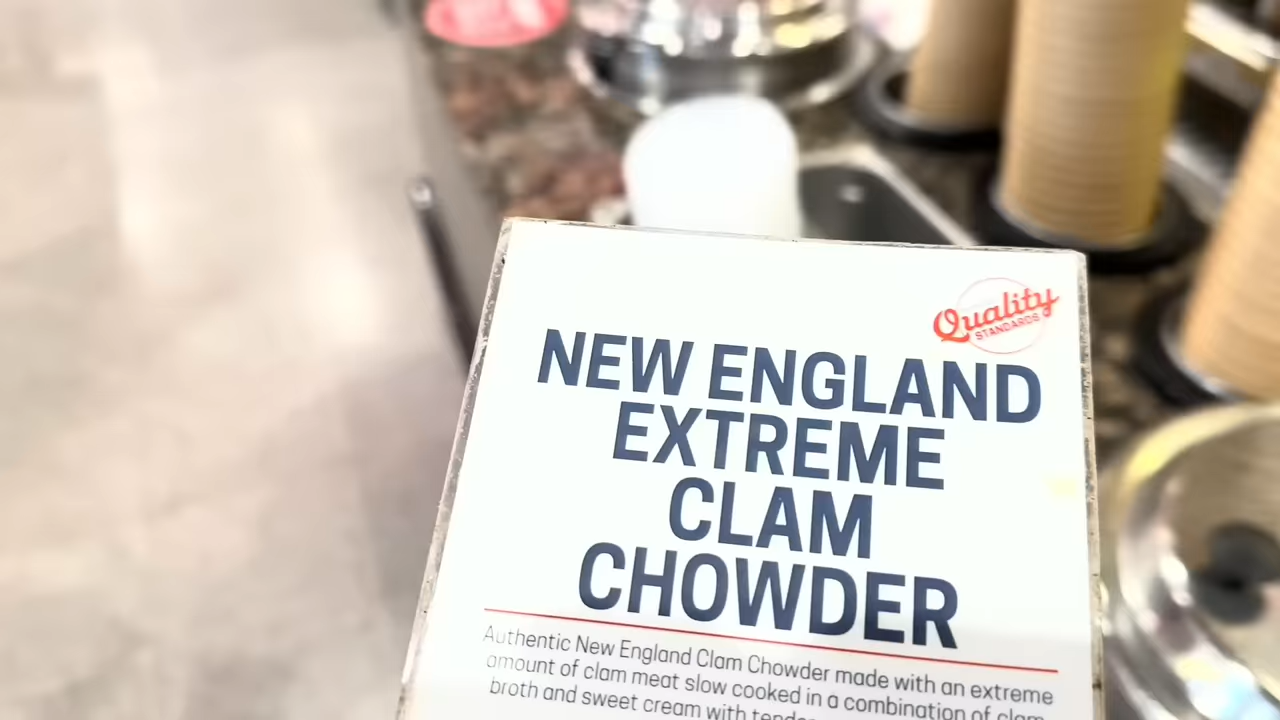 Quality
STANDARDS
NEW ENGLAND
EXTREME
CLAM
CHOWDER
Authentic New England Clam Chowder made with an extreme
amount of clam meat slow cooked in a combination of clam
broth and sweet cream with